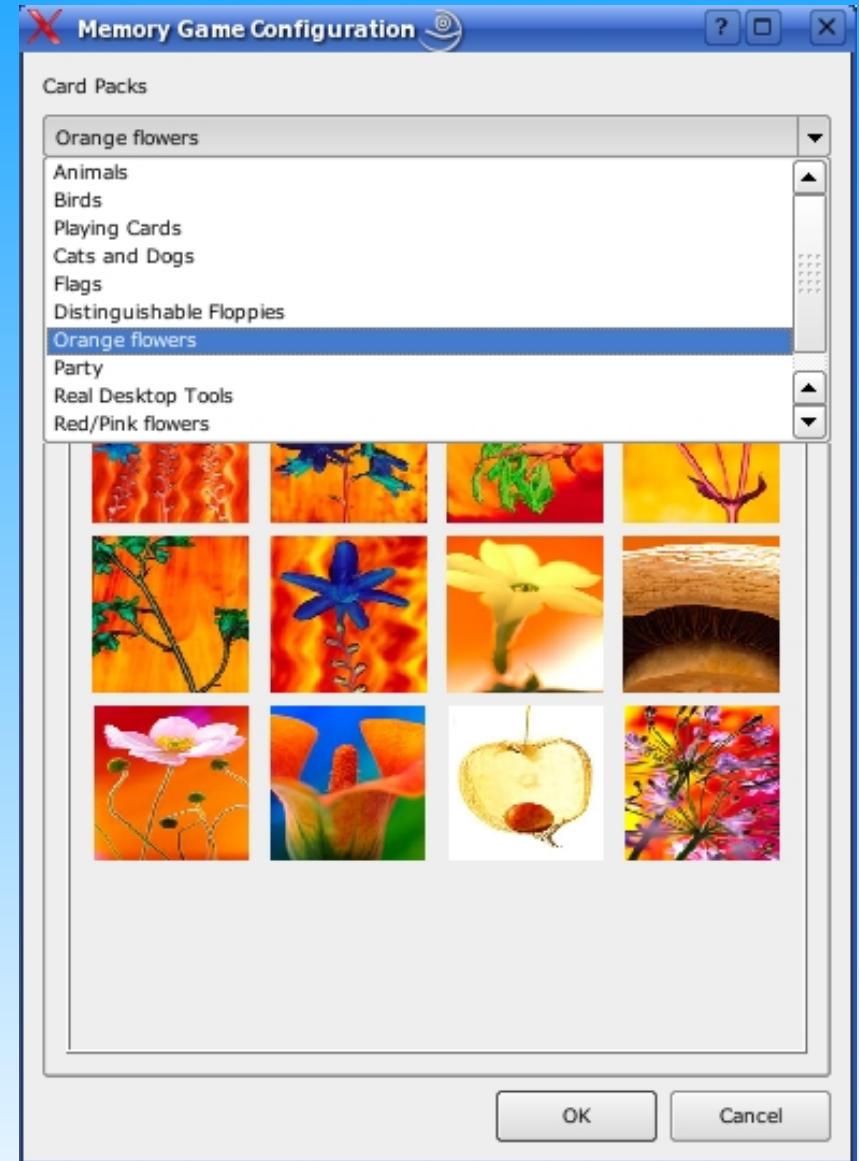 Memory Game Configuration
?
Card Packs
Orange flowers
Animals
Birds
Playing Cards
Cats and Dogs
Flags
Distinguishable Floppies
Orange flowers
Party
Real Desktop Tools
Red/Pink flowers
OK
Cancel